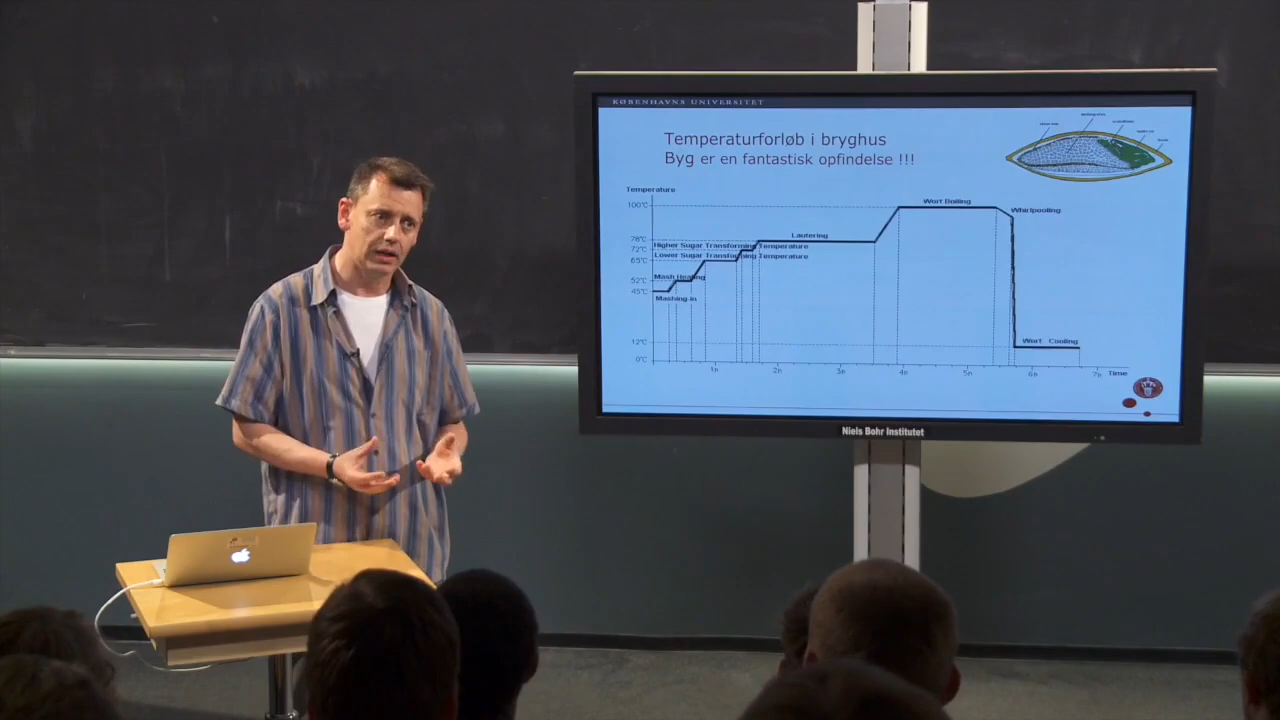 KØBENHAVNS UNIVERSITET
Temperaturforløb i bryghus
Byg er en fantastisk opfindelse !!!
Temperature
100°C
Wort Boiling
Whirlpooling
Lautering
78°C
Higher Sugar Transforming Temperature
72°C
Lower Sugar Transforming Temperature
65°C
Mash Heating
52°C
45°C
Mashing-in
12°C
Wort Cooling
0°C
1h 2h 3h 4h 5h 6h 7h Time
Niels Bohr Institutet